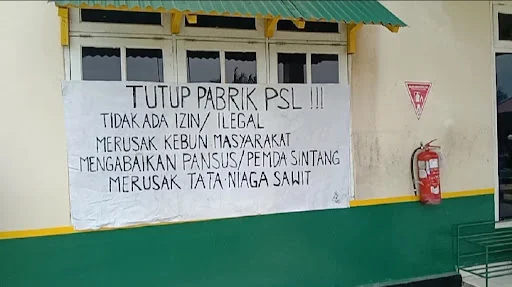 TUTUP PABRIK PSL !!!
TIDAK ADA IZIN/ ILEGAL
MERUSAK KEBUN MASYARAKAT
MENGABAIKAN PANSUS/PEMDA SINTANG
MERUSAK TATA NIAGA SAWIT